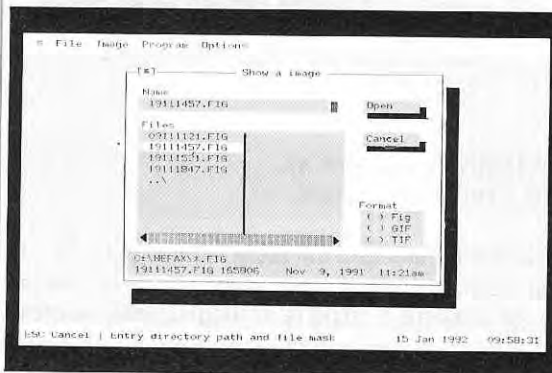 ≡ File Image Program Options
[■] Show a image
Name
19111457.FIG
Open
Files
09111121.FIG
19111457.FIG
19111531.FIG
19111847.FIG
..\
Cancel
Format
( ) Fig
( ) GIF
( ) TIF
C:\NEFAX\*.FIG
19111457.FIG 165806 Nov 9, 1991 11:21am
ESC Cancel | Entry directory path and file mask 15 Jan 1992 09:58:31